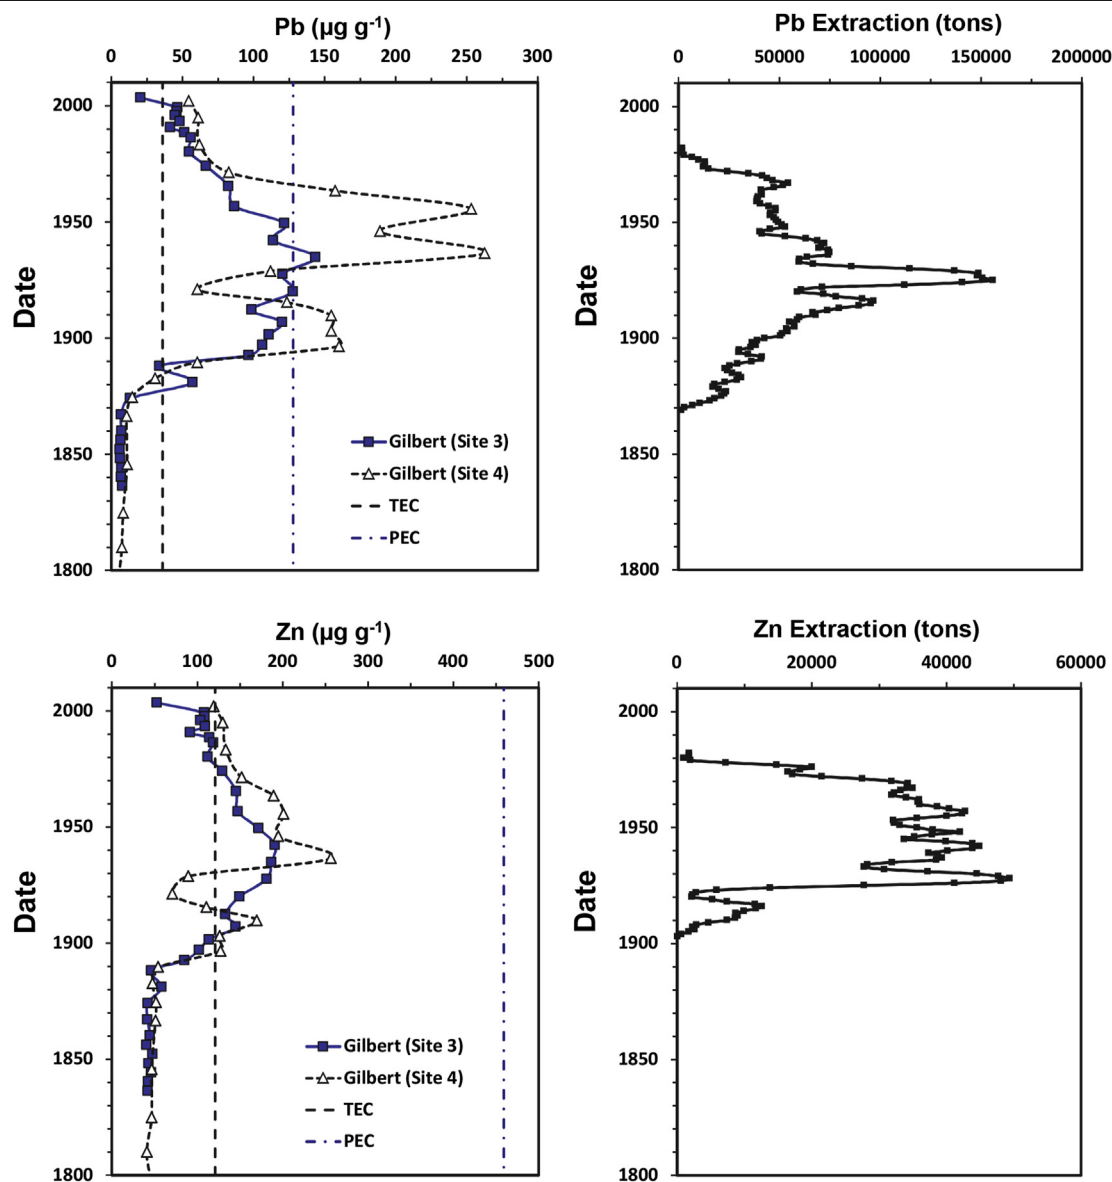 Pb (µg g-1)
0 50 100 150 200 250 300
2000
1950
1900
1850
1800
Date
Gilbert (Site 3)
Gilbert (Site 4)
TEC
PEC
Pb Extraction (tons)
0 50000 100000 150000 200000
2000
1950
1900
1850
1800
Date
Zn (µg g-1)
0 100 200 300 400 500
2000
1950
1900
1850
1800
Date
Gilbert (Site 3)
Gilbert (Site 4)
TEC
PEC
Zn Extraction (tons)
0 20000 40000 60000
2000
1950
1900
1850
1800
Date